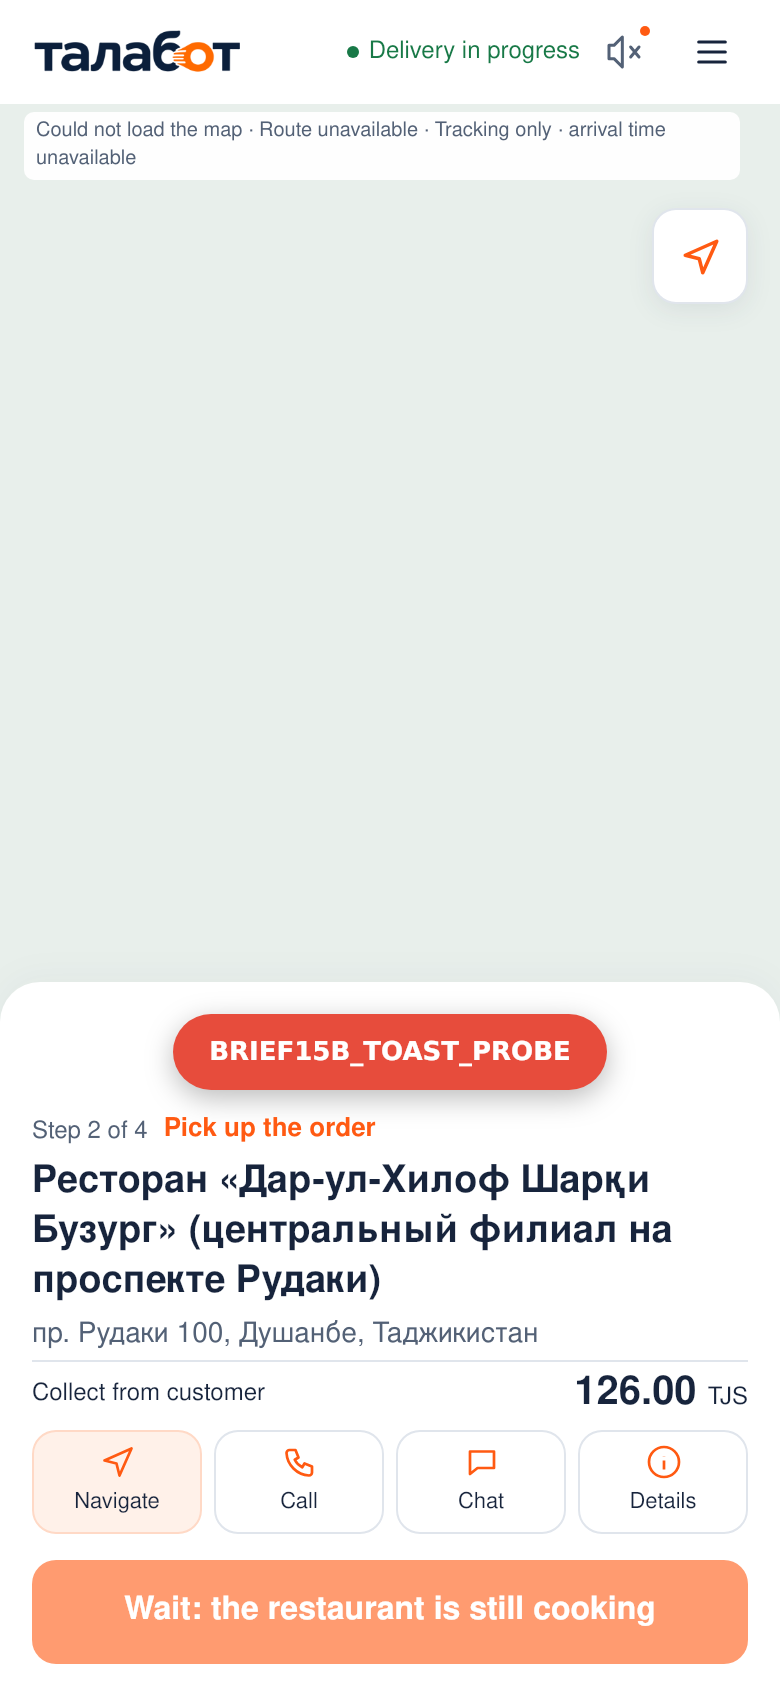 талабот
Delivery in progress
Could not load the map · Route unavailable · Tracking only · arrival time
unavailable
BRIEF15B_TOAST_PROBE
Step 2 of 4 Pick up the order
Ресторан «Дар-ул-Хилоф Шарқи
Бузург» (центральный филиал на
проспекте Рудаки)
пр. Рудаки 100, Душанбе, Таджикистан
Collect from customer 126.00 TJS
Navigate Call Chat Details
Wait: the restaurant is still cooking